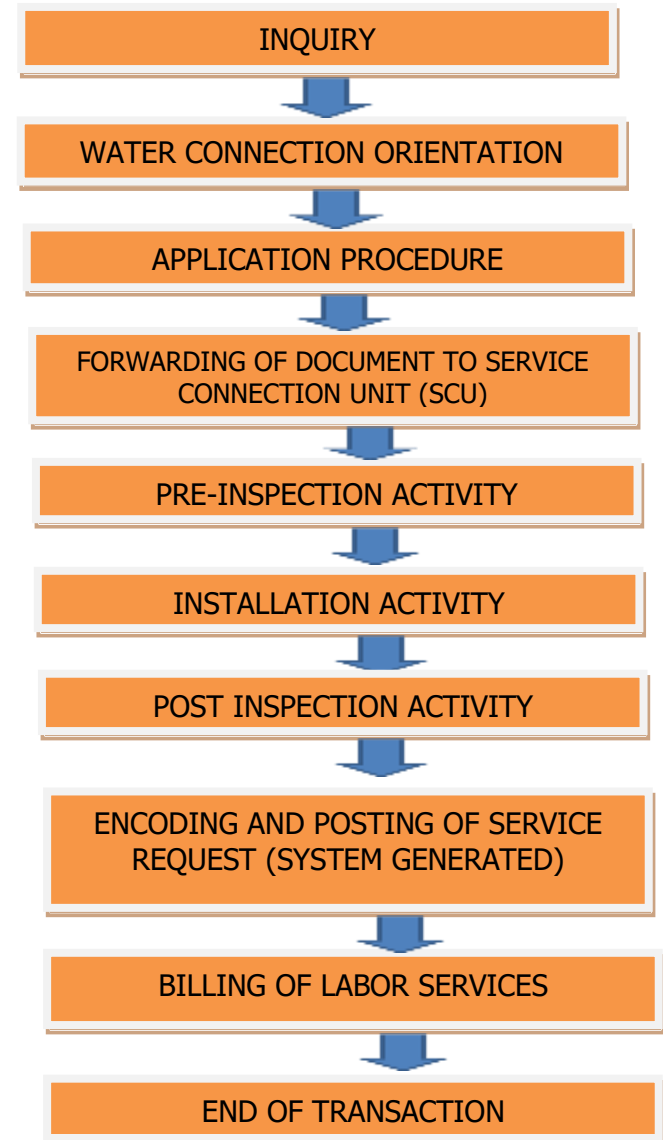 INQUIRY
WATER CONNECTION ORIENTATION
APPLICATION PROCEDURE
FORWARDING OF DOCUMENT TO SERVICE
CONNECTION UNIT (SCU)
PRE-INSPECTION ACTIVITY
INSTALLATION ACTIVITY
POST INSPECTION ACTIVITY
ENCODING AND POSTING OF SERVICE
REQUEST (SYSTEM GENERATED)
BILLING OF LABOR SERVICES
END OF TRANSACTION